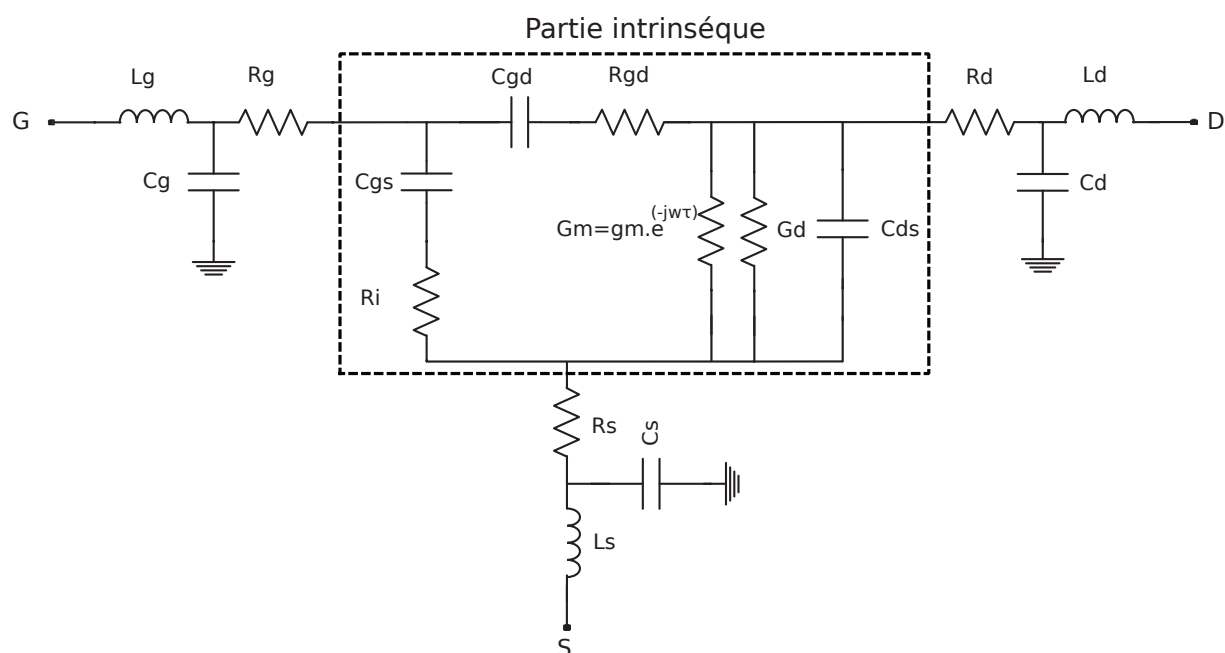 Partie intrinséque
Lg
Rg
Cgd
Rgd
Rd
Ld
G
D
Cg
Cgs
Gm=gm.e(-jwτ)
Gd
Cds
Cd
Ri
Rs
Cs
Ls
S